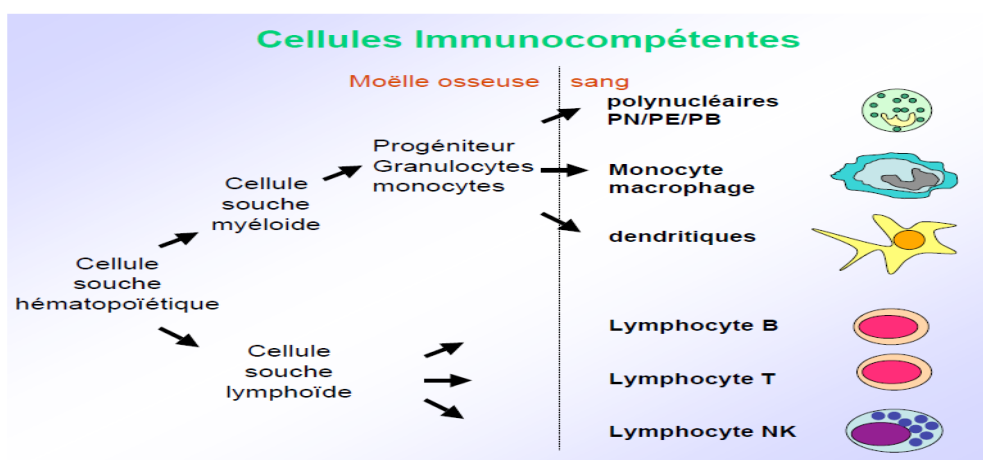 Cellules Immunocompétentes
Moëlle osseuse
sang
polynucléaires
PN/PE/PB
Progéniteur
Granulocytes
monocytes
Monocyte
macrophage
Cellule
souche
myéloide
dendritiques
Cellule
souche
hématopoïétique
Cellule
souche
lymphoïde
Lymphocyte B
Lymphocyte T
Lymphocyte NK